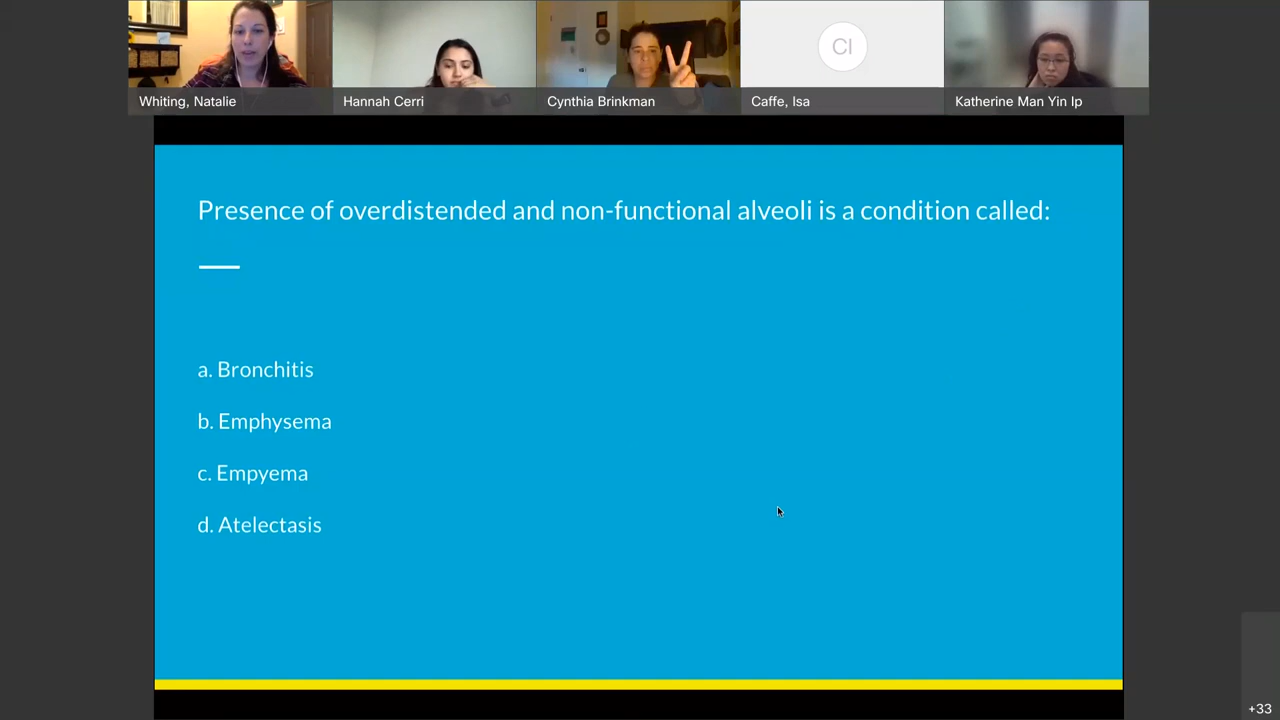 CI
Whiting, Natalie
Hannah Cerri
Cynthia Brinkman
Caffe, Isa
Katherine Man Yin Ip
Presence of overdistended and non-functional alveoli is a condition called:
a. Bronchitis
b. Emphysema
c. Empyema
d. Atelectasis
+33